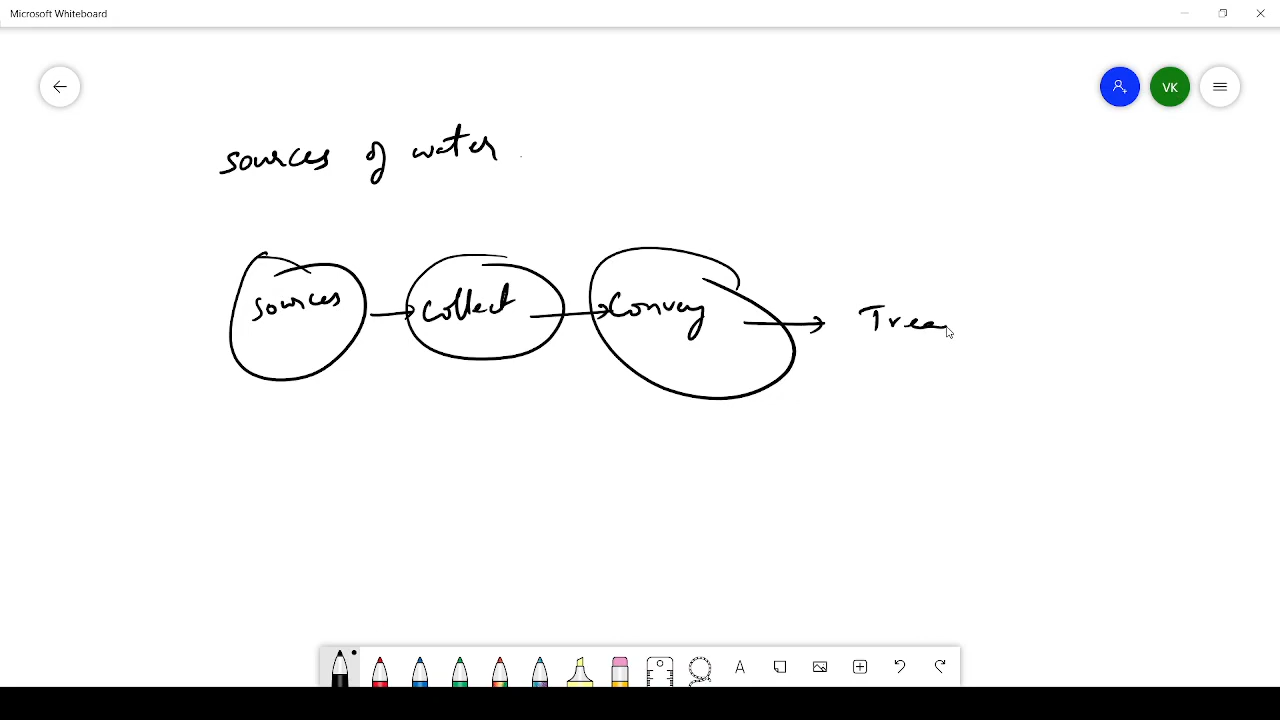 Microsoft Whiteboard
VK
sources of water
sources → collect → convey → Trea
A